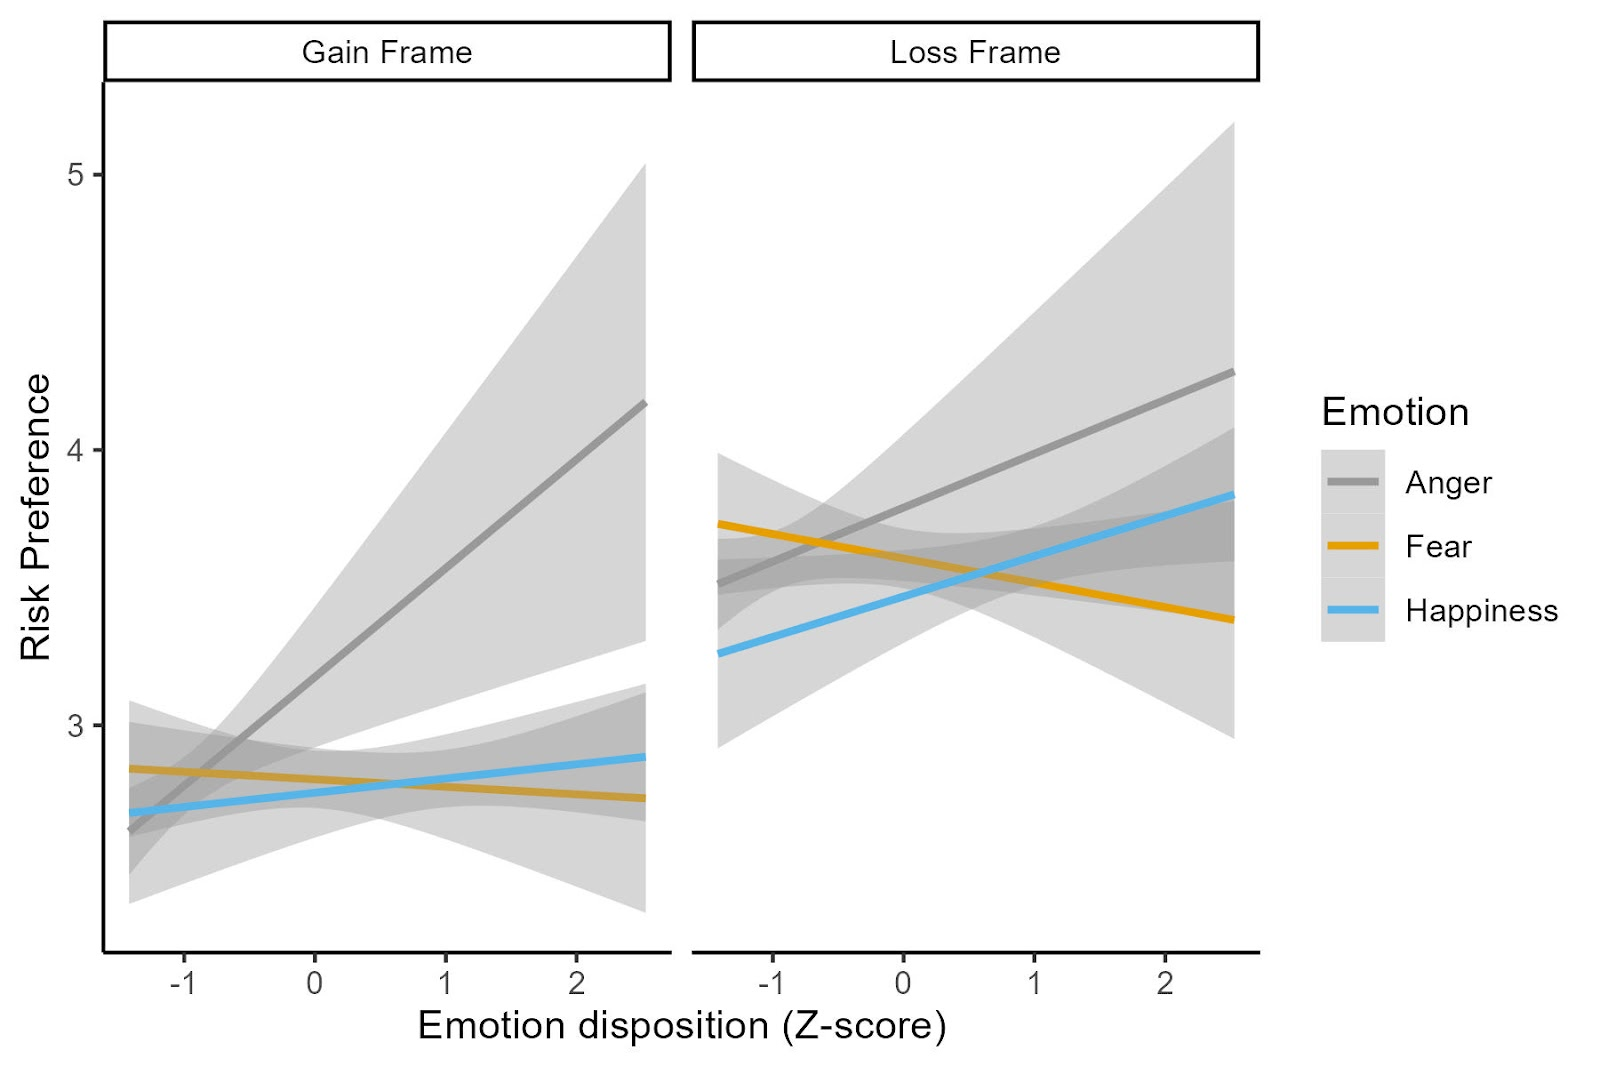 Gain Frame
Loss Frame
5
4
3
Risk Preference
-1 0 1 2
-1 0 1 2
Emotion disposition (Z-score)
Emotion
Anger
Fear
Happiness